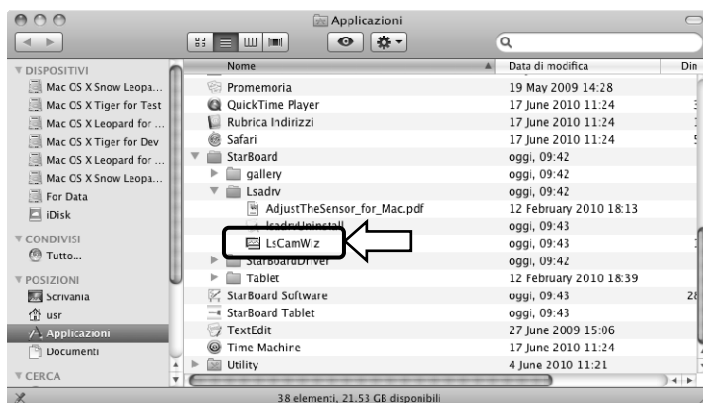 Applicazioni
Nome Data di modifica Din
DISPOSITIVI
Mac OS X Snow Leopa...
Mac OS X Tiger for Test
Mac OS X Leopard for ...
Mac OS X Tiger for Dev
Mac OS X Leopard for ...
Mac OS X Snow Leopa...
For Data
iDisk
CONDIVISI
Tutto...
POSIZIONI
Scrivania
usr
Applicazioni
Documenti
CERCA
Promemoria 19 May 2009 14:28
QuickTime Player 17 June 2010 11:24
Rubrica Indirizzi 17 June 2010 11:24
Safari 17 June 2010 11:24
StarBoard oggi, 09:42
gallery oggi, 09:42
Lsadrv oggi, 09:42
AdjustTheSensor_for_Mac.pdf 12 February 2010 18:13
lsadrvUninstall oggi, 09:43
LsCamWiz oggi, 09:43
StarBoardDriver oggi, 09:42
Tablet 12 February 2010 18:39
StarBoard Software oggi, 09:43 28
StarBoard Tablet oggi, 09:43
TextEdit 27 June 2009 15:06
Time Machine 17 June 2010 11:24
Utility 4 June 2010 11:21
38 elementi, 21.53 GB disponibili